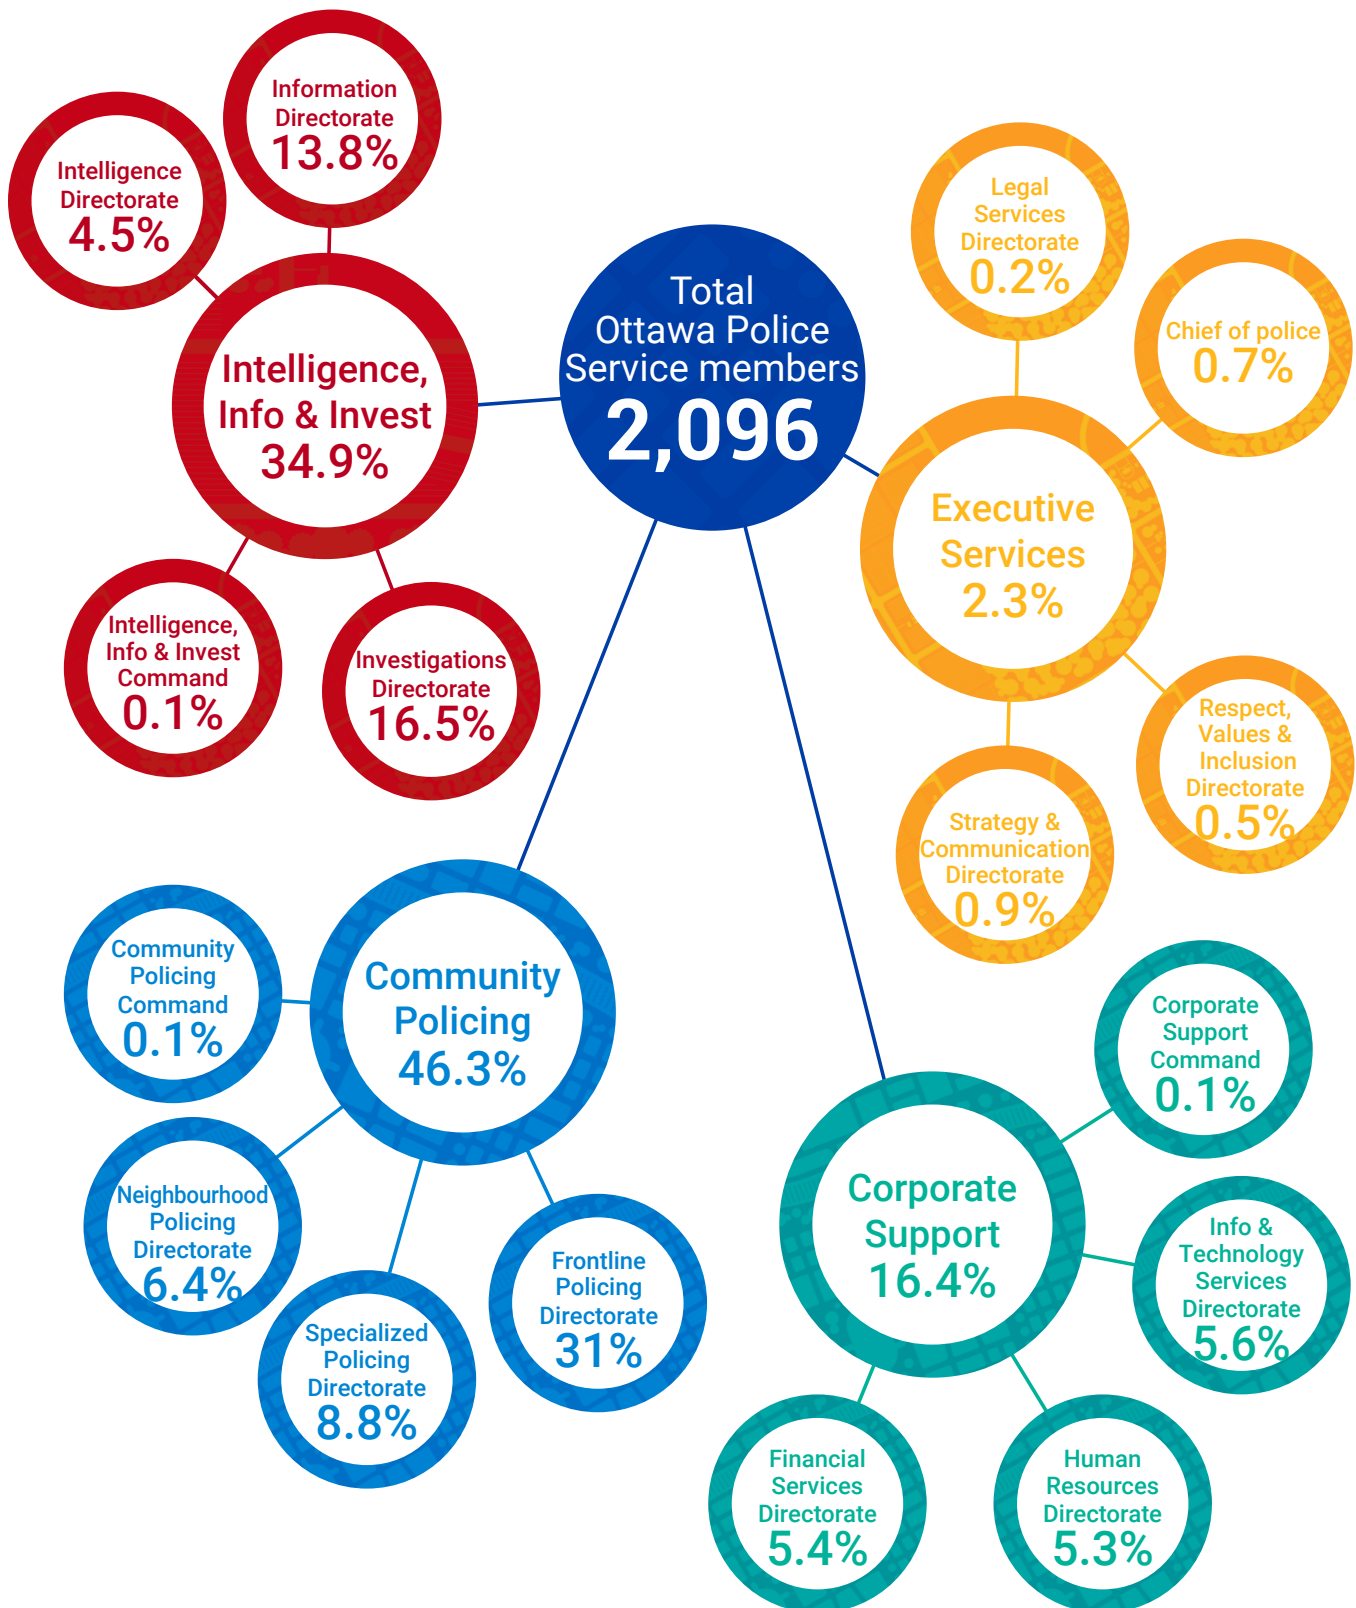 Total
Ottawa Police
Service members
2,096
Information
Directorate
13.8%
Intelligence
Directorate
4.5%
Intelligence,
Info & Invest
34.9%
Intelligence,
Info & Invest
Command
0.1%
Investigations
Directorate
16.5%
Legal
Services
Directorate
0.2%
Chief of police
0.7%
Executive
Services
2.3%
Respect,
Values &
Inclusion
Directorate
0.5%
Strategy &
Communication
Directorate
0.9%
Community
Policing
Command
0.1%
Community
Policing
46.3%
Neighbourhood
Policing
Directorate
6.4%
Specialized
Policing
Directorate
8.8%
Frontline
Policing
Directorate
31%
Corporate
Support
Command
0.1%
Corporate
Support
16.4%
Info &
Technology
Services
Directorate
5.6%
Financial
Services
Directorate
5.4%
Human
Resources
Directorate
5.3%